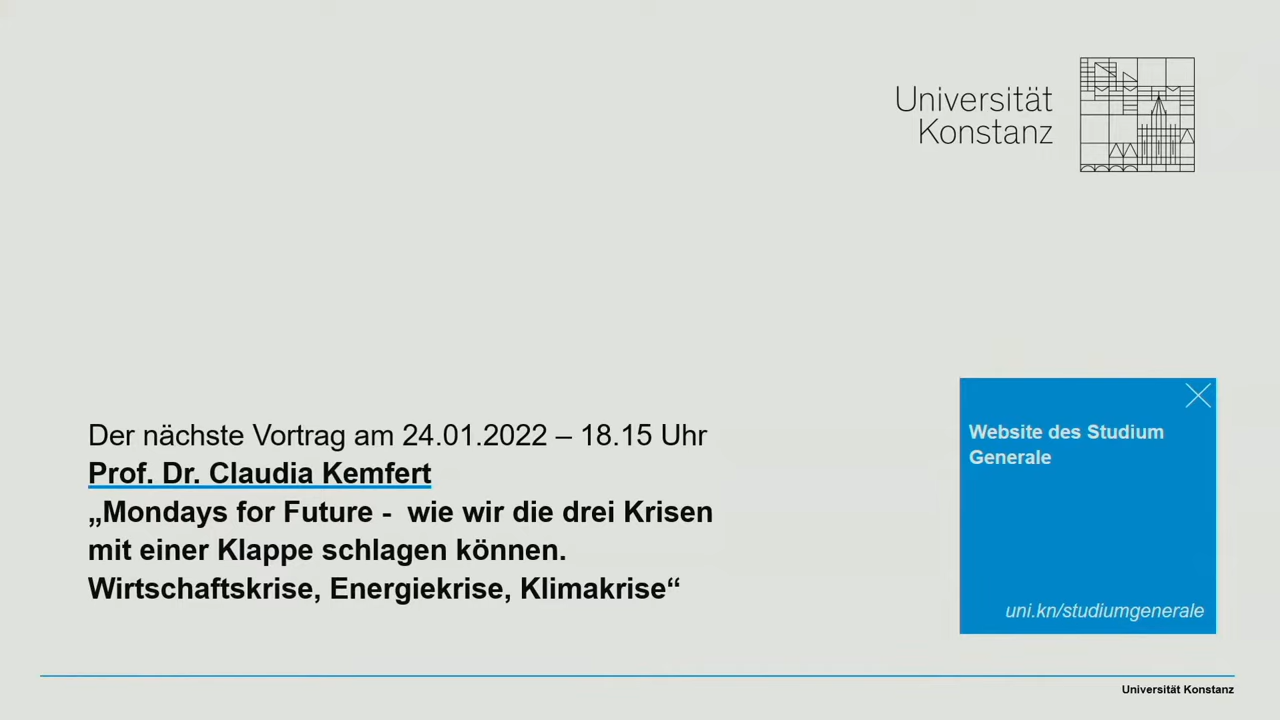 Universität
Konstanz
Der nächste Vortrag am 24.01.2022 – 18.15 Uhr
Prof. Dr. Claudia Kemfert
„Mondays for Future -  wie wir die drei Krisen
mit einer Klappe schlagen können.
Wirtschaftskrise, Energiekrise, Klimakrise“
Website des Studium
Generale
uni.kn/studiumgenerale
Universität Konstanz